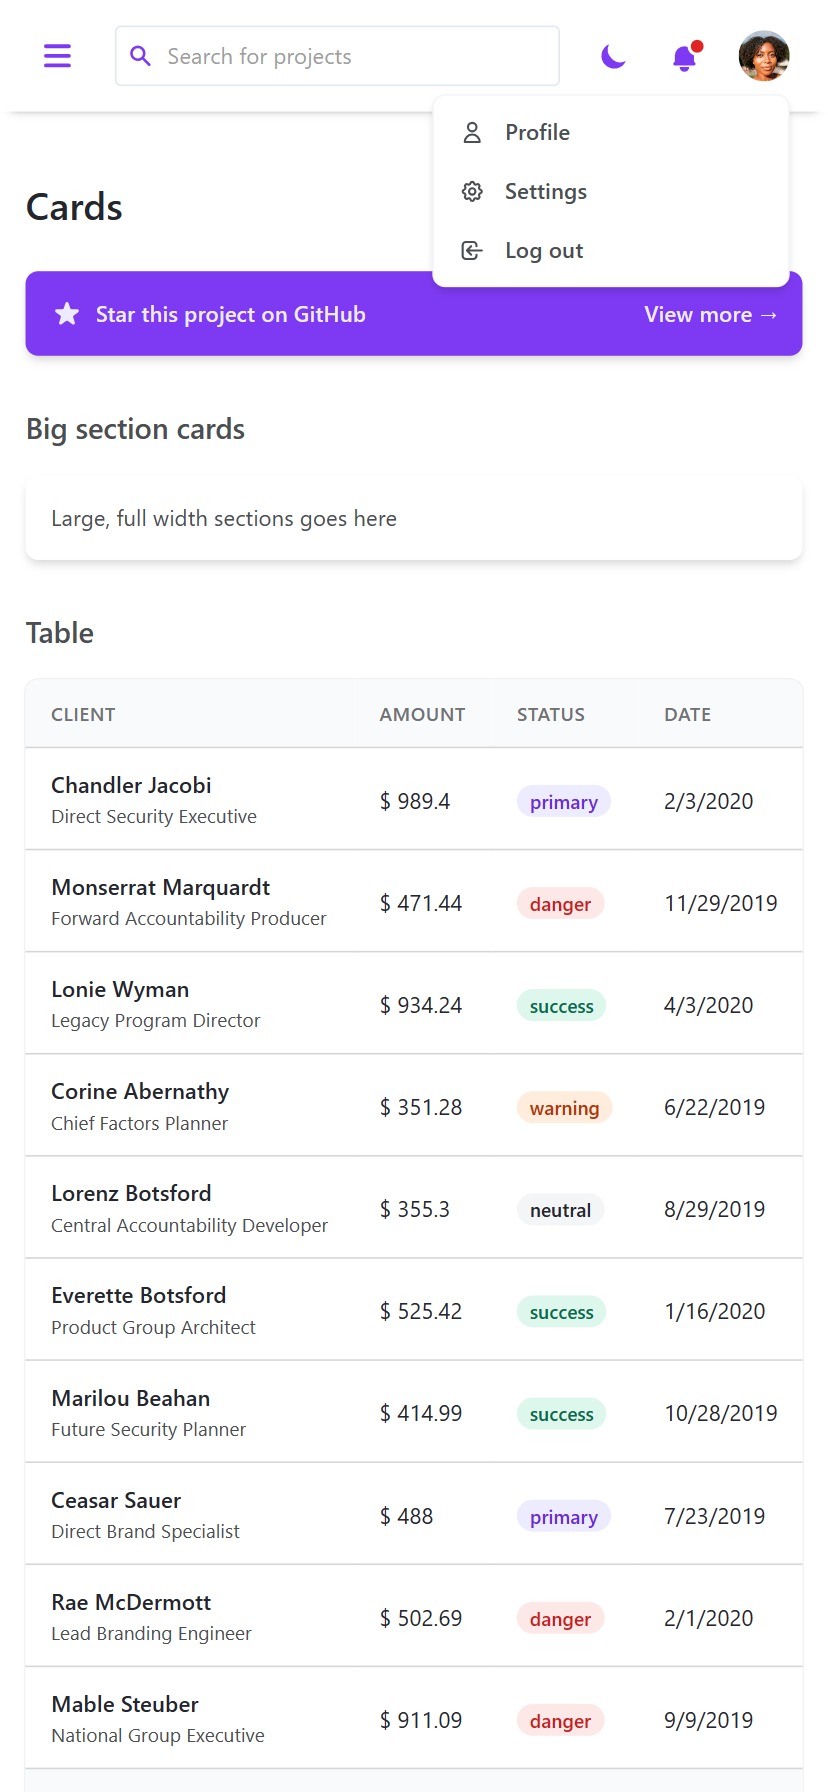 Search for projects
Profile
Settings
Log out
Cards
Star this project on GitHub View more →
Big section cards
Large, full width sections goes here
Table
CLIENT AMOUNT STATUS DATE
Chandler Jacobi
Direct Security Executive
$ 989.4 primary 2/3/2020
Monserrat Marquardt
Forward Accountability Producer
$ 471.44 danger 11/29/2019
Lonie Wyman
Legacy Program Director
$ 934.24 success 4/3/2020
Corine Abernathy
Chief Factors Planner
$ 351.28 warning 6/22/2019
Lorenz Botsford
Central Accountability Developer
$ 355.3 neutral 8/29/2019
Everette Botsford
Product Group Architect
$ 525.42 success 1/16/2020
Marilou Beahan
Future Security Planner
$ 414.99 success 10/28/2019
Ceasar Sauer
Direct Brand Specialist
$ 488 primary 7/23/2019
Rae McDermott
Lead Branding Engineer
$ 502.69 danger 2/1/2020
Mable Steuber
National Group Executive
$ 911.09 danger 9/9/2019